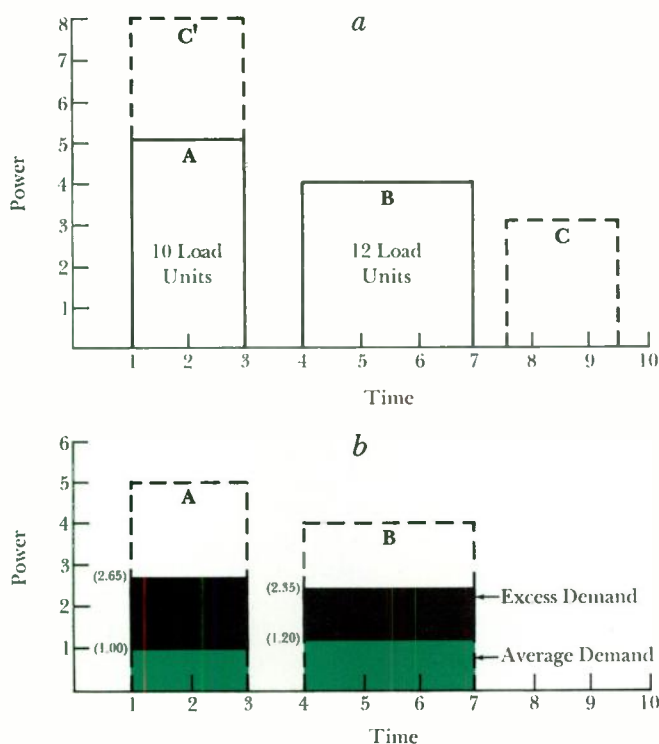 a
8
7
6
5
4
3
2
1
Power
C'
A
10 Load
Units
B
12 Load
Units
C
1 2 3 4 5 6 7 8 9 10
Time
b
6
5
4
3
2
1
Power
A
B
(2.65)
(1.00)
(2.35)
(1.20)
Excess Demand
Average Demand
1 2 3 4 5 6 7 8 9 10
Time